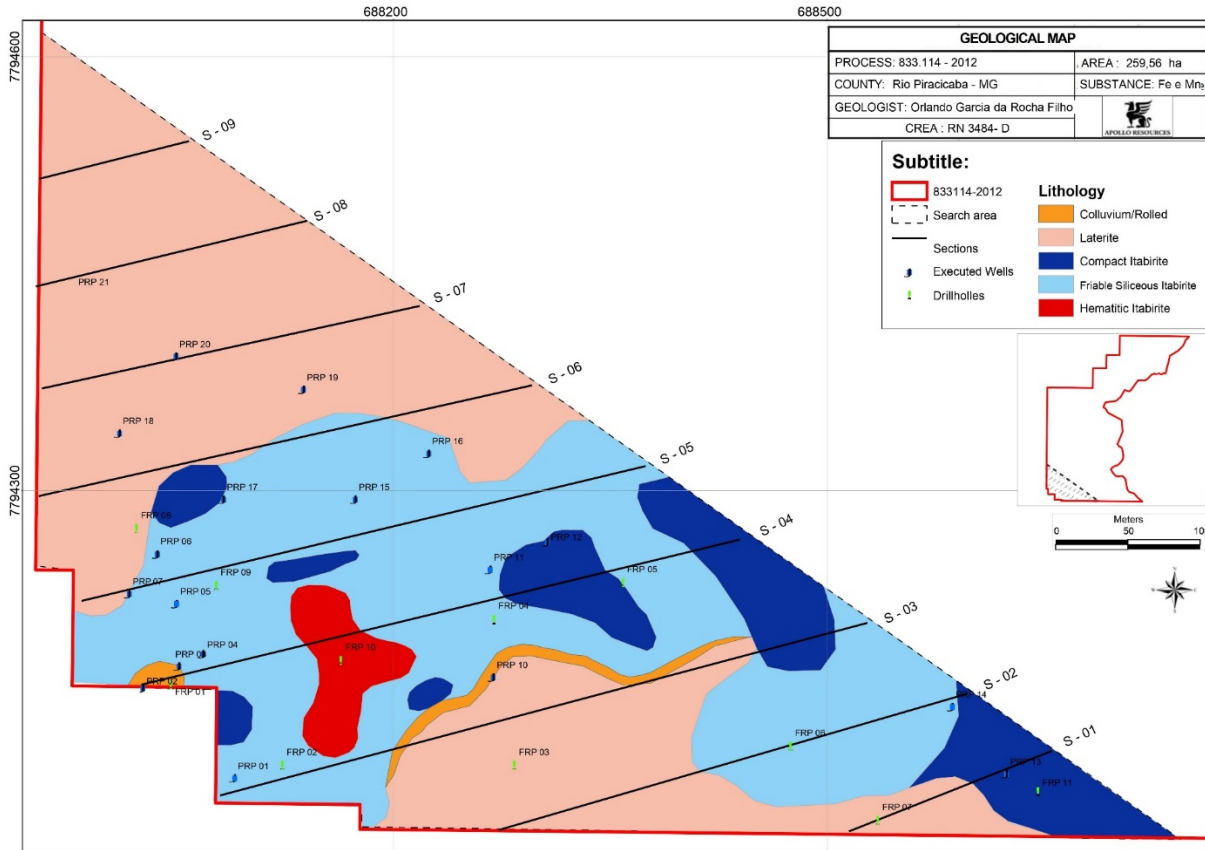 688200
688500
7794600
7794300
GEOLOGICAL MAP
PROCESS: 833.114 - 2012
AREA : 259,56 ha
COUNTY: Rio Piracicaba - MG
SUBSTANCE: Fe e Mn
GEOLOGIST: Orlando Garcia da Rocha Filho
CREA : RN 3484- D
APOLLO RESOURCES
Subtitle:
833114-2012
Search area
Sections
Executed Wells
Drillholes
Lithology
Colluvium/Rolled
Laterite
Compact Itabirite
Friable Siliceous Itabirite
Hematitic Itabirite
Meters
0 50
S - 09
S - 08
PRP 21
S - 07
PRP 20
PRP 19
S - 06
PRP 18
PRP 16
S - 05
PRP 17
PRP 15
FRP 08
S - 04
PRP 12
PRP 06
PRP 11
FRP 09
FRP 05
PRP 07
PRP 05
FRP 04
S - 03
PRP 04
FRP 10
PRP 10
PRP 02
FRP 01
S - 02
FRP 06
S - 01
FRP 02
FRP 03
PRP 01
PRP 13
FRP 11
FRP 07